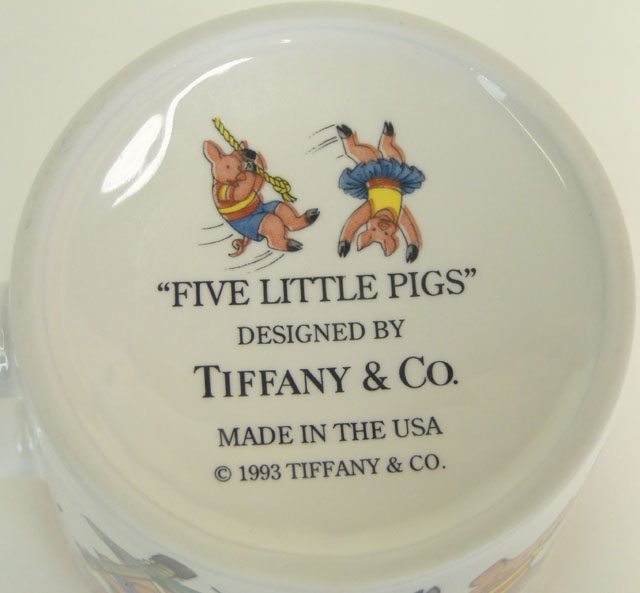 “FIVE LITTLE PIGS”
DESIGNED BY
TIFFANY & CO.
MADE IN THE USA
© 1993 TIFFANY & CO.